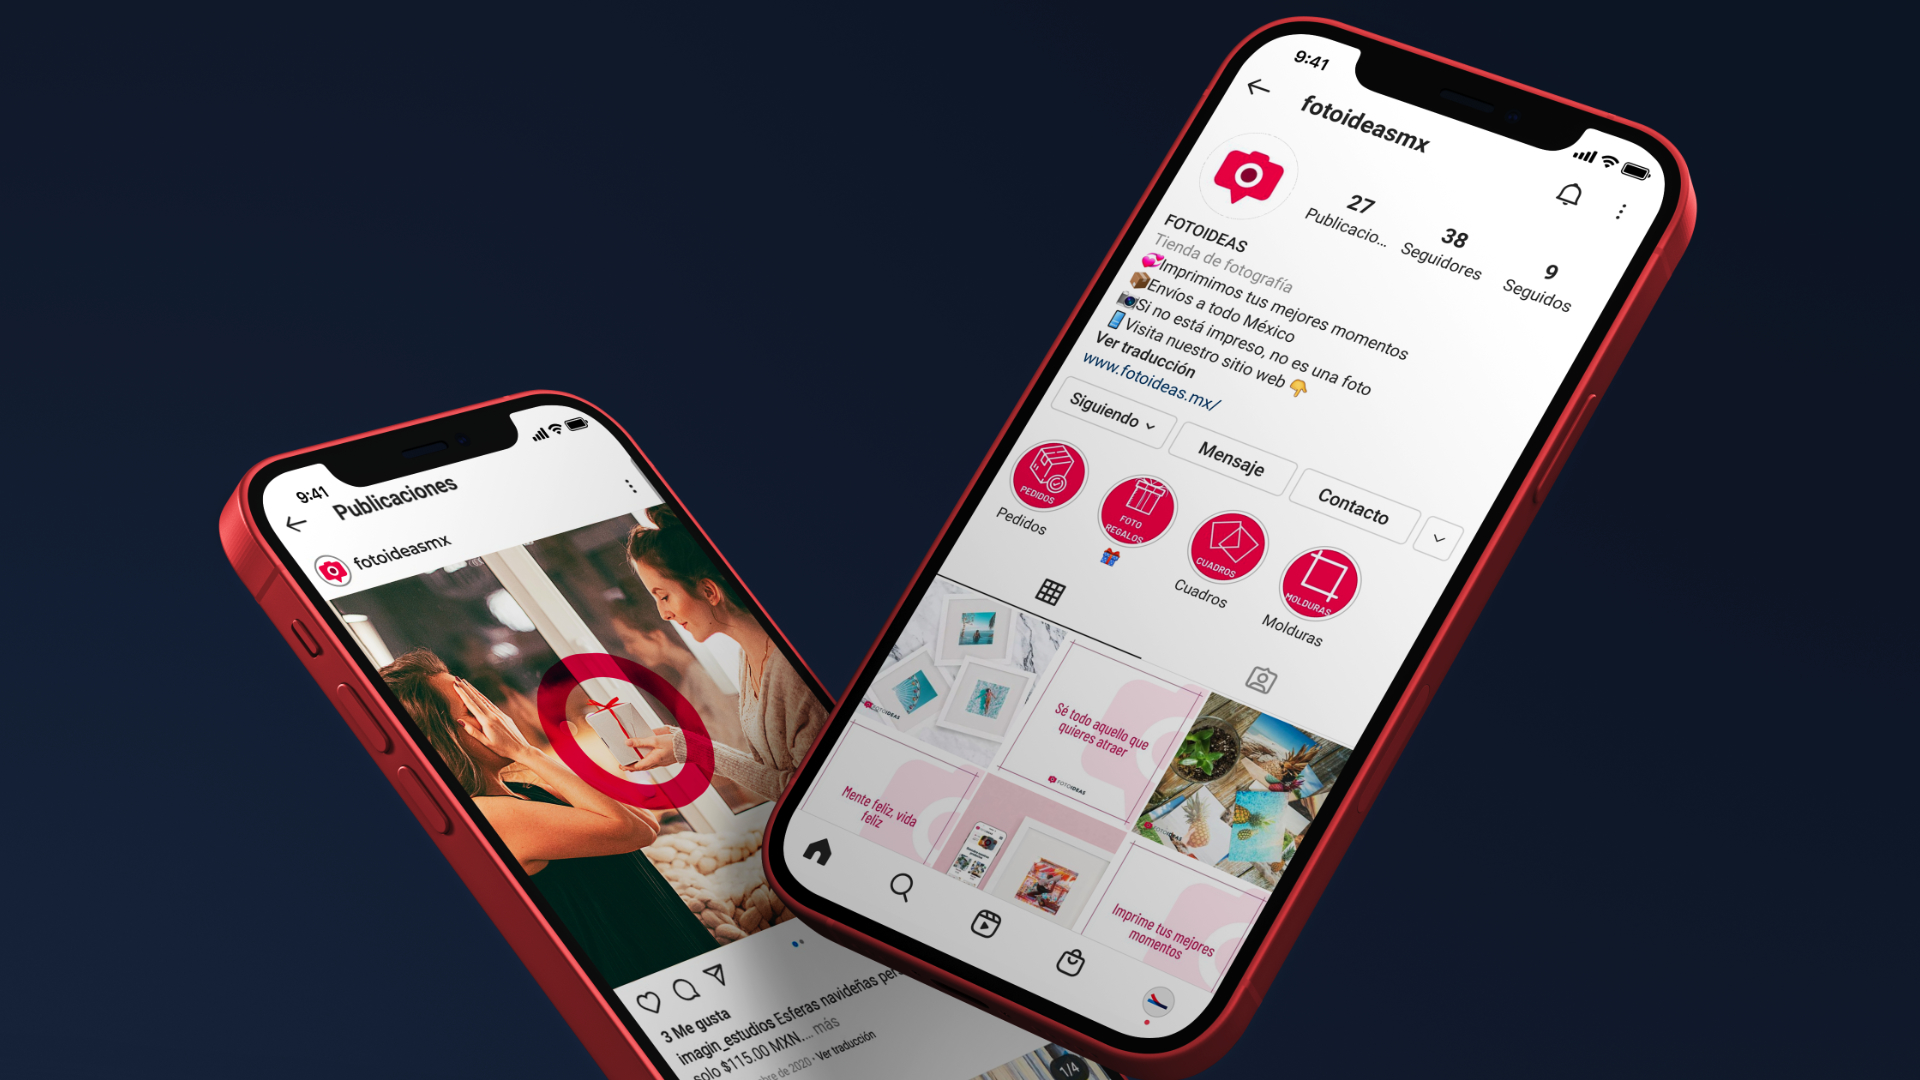 9:41
Publicaciones
fotoideasmx
3 Me gusta
imagin_estudios Esferas navideñas
solo $115.00 MXN.... más
de 2020 • Ver traducción
1/4
9:41
fotoideasmx
27
Publicacio...
38
Seguidores
9
Seguidos
FOTOIDEAS
Tienda de fotografía
💞Imprimimos tus mejores momentos
📦Envíos a todo México
📷Si no está impreso, no es una foto
📱Visita nuestro sitio web 👇
Ver traducción
www.fotoideas.mx/
Siguiendo
Mensaje
Contacto
PEDIDOS
Pedidos
FOTO
REGALOS
🎁
CUADROS
Cuadros
MOLDURAS
Molduras
FOTOIDEAS
Sé todo aquello que
quieres atraer
FOTOIDEAS
FOTOIDEAS
Mente feliz, vida
feliz
Imprime tus mejores
momentos